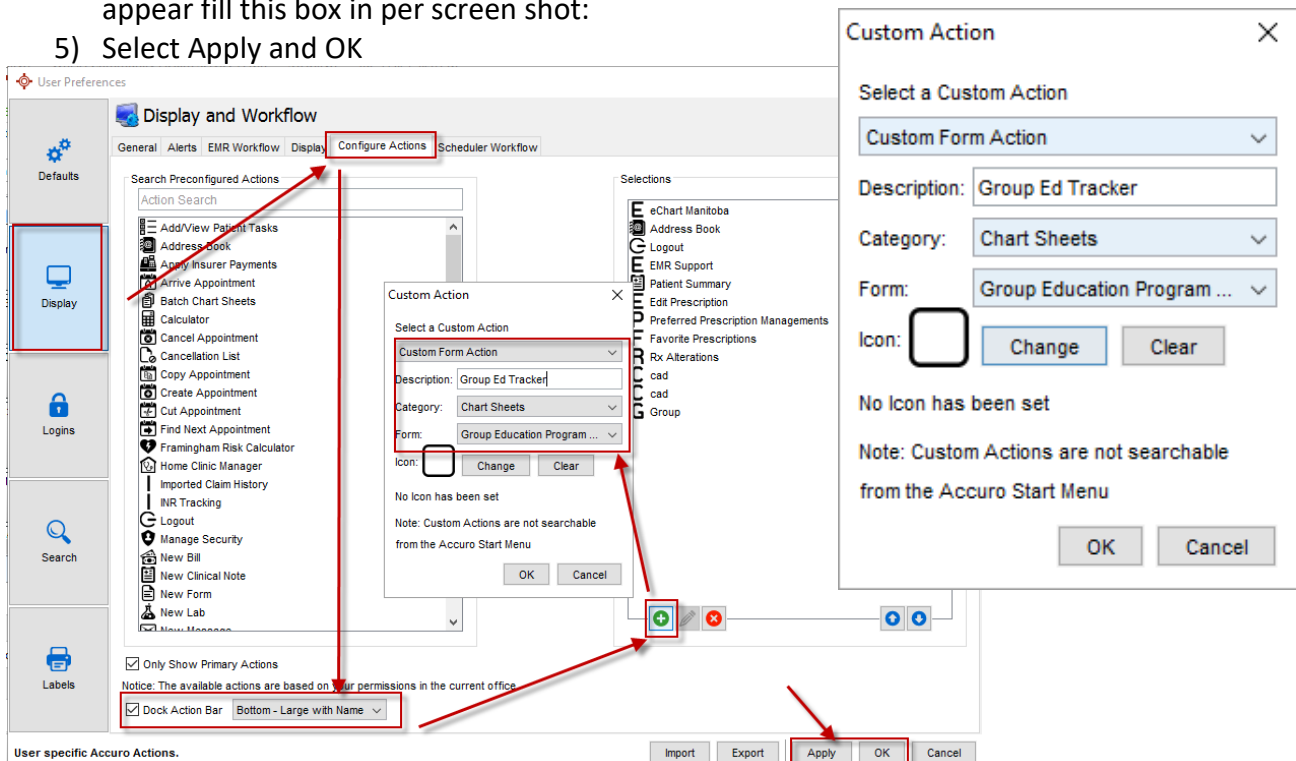 appear fill this box in per screen shot:
5) Select Apply and OK
User Preferences
Display and Workflow
General Alerts EMR Workflow Display Configure Actions Scheduler Workflow
Defaults
Display
Logins
Search
Labels
Search Preconfigured Actions
Action Search
Add/View Patient Tasks
Address Book
Apply Insurer Payments
Arrive Appointment
Batch Chart Sheets
Calculator
Cancel Appointment
Cancellation List
Copy Appointment
Create Appointment
Cut Appointment
Find Next Appointment
Framingham Risk Calculator
Home Clinic Manager
Imported Claim History
INR Tracking
Logout
Manage Security
New Bill
New Clinical Note
New Form
New Lab
New Message
Only Show Primary Actions
Notice: The available actions are based on your permissions in the current office.
Dock Action Bar Bottom - Large with Name
Custom Action
Select a Custom Action
Custom Form Action
Description: Group Ed Tracker
Category: Chart Sheets
Form: Group Education Program ...
Icon: Change Clear
No Icon has been set
Note: Custom Actions are not searchable
from the Accuro Start Menu
OK Cancel
Selections
E eChart Manitoba
Address Book
G Logout
E EMR Support
Patient Summary
E Edit Prescription
P Preferred Prescription Managements
F Favorite Prescriptions
R Rx Alterations
C cad
C cad
G Group
User specific Accuro Actions.
Import Export Apply OK Cancel
Custom Action
Select a Custom Action
Custom Form Action
Description: Group Ed Tracker
Category: Chart Sheets
Form: Group Education Program ...
Icon: Change Clear
No Icon has been set
Note: Custom Actions are not searchable
from the Accuro Start Menu
OK Cancel